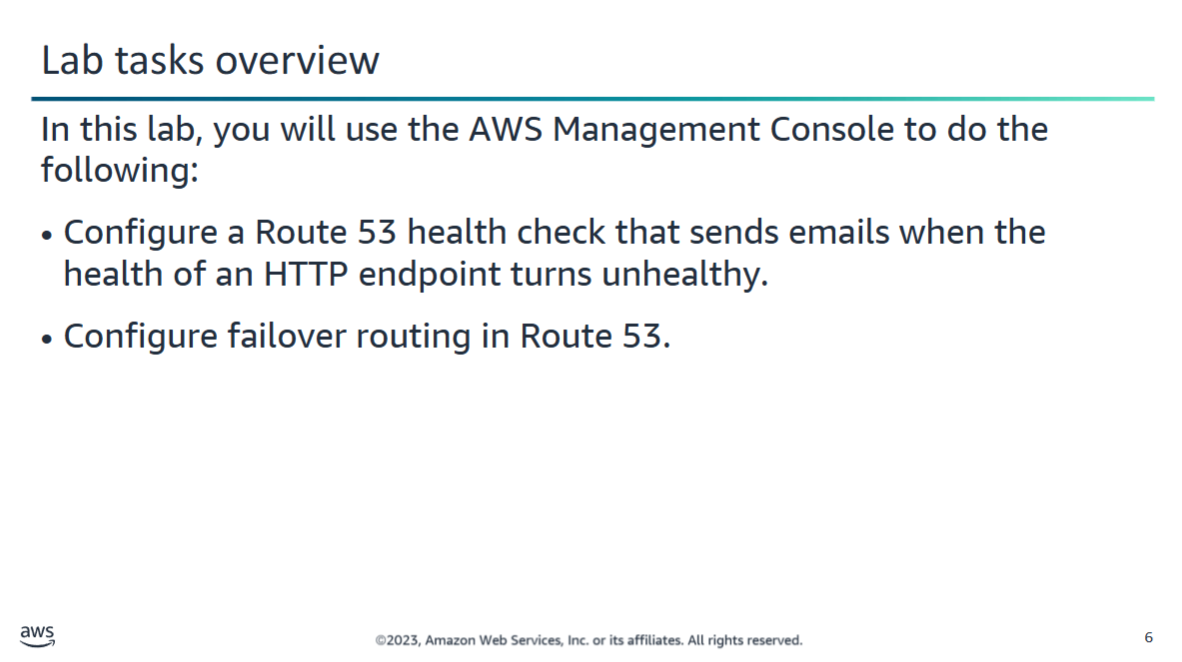 Lab tasks overview
In this lab, you will use the AWS Management Console to do the
following:
• Configure a Route 53 health check that sends emails when the
health of an HTTP endpoint turns unhealthy.
• Configure failover routing in Route 53.
aws
©2023, Amazon Web Services, Inc. or its affiliates. All rights reserved.
6